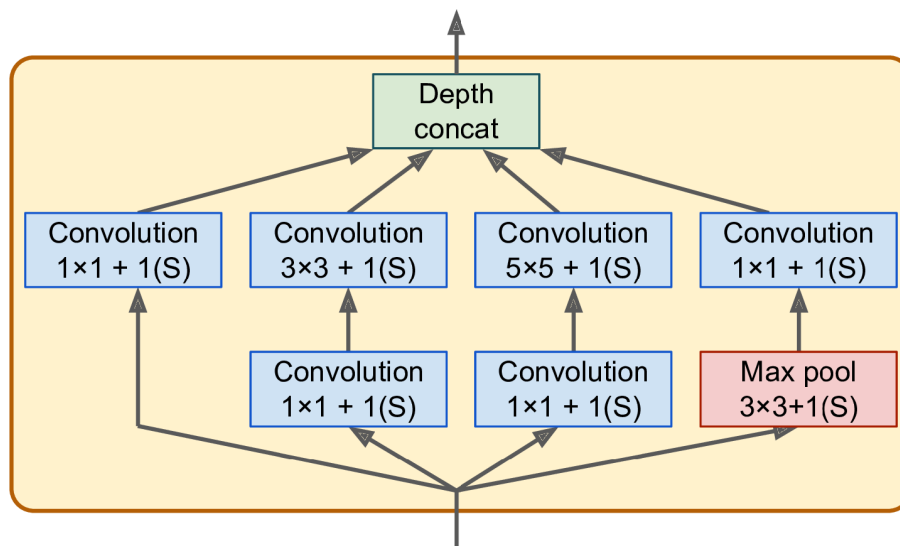 Depth
concat
Convolution
1×1 + 1(S)
Convolution
3×3 + 1(S)
Convolution
5×5 + 1(S)
Convolution
1×1 + 1(S)
Convolution
1×1 + 1(S)
Convolution
1×1 + 1(S)
Max pool
3×3+1(S)